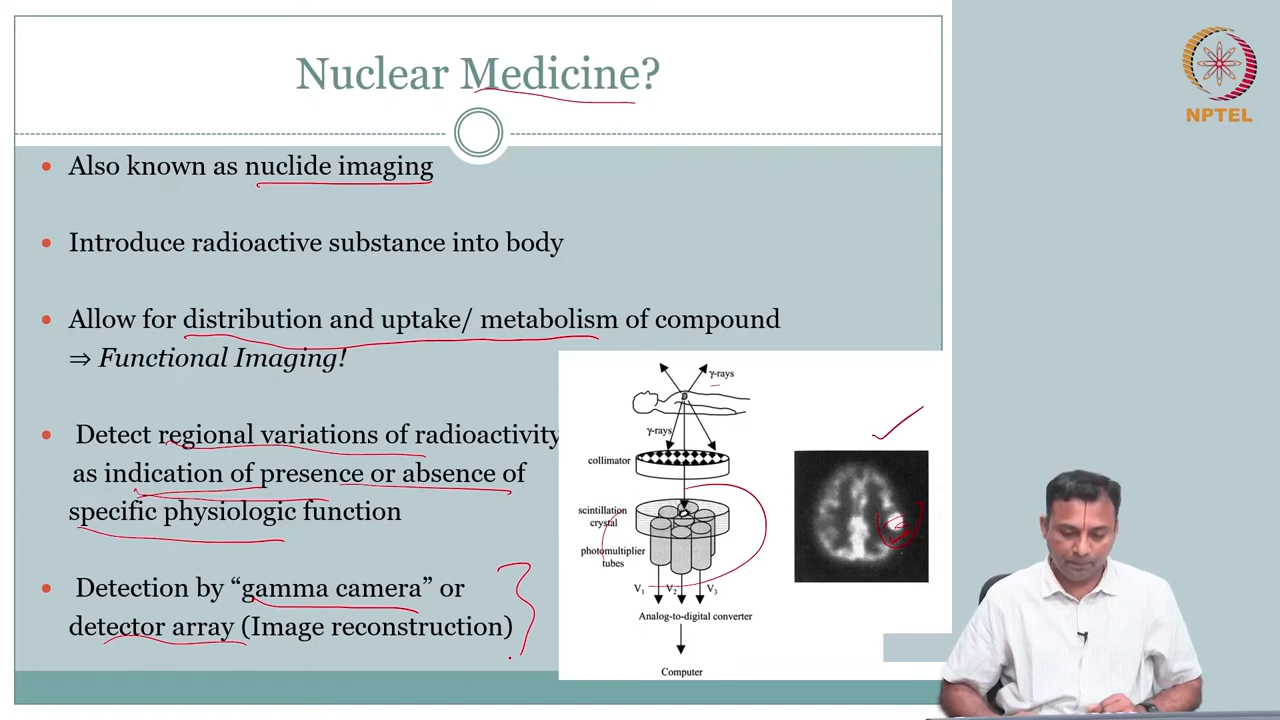 Nuclear Medicine?
NPTEL
• Also known as nuclide imaging
• Introduce radioactive substance into body
• Allow for distribution and uptake/ metabolism of compound
⇒ Functional Imaging!
• Detect regional variations of radioactivity
as indication of presence or absence of
specific physiologic function
• Detection by “gamma camera” or
detector array (Image reconstruction)
γ-rays
γ-rays
collimator
scintillation
crystal
photomultiplier
tubes
V1 V2 V3
Analog-to-digital converter
Computer